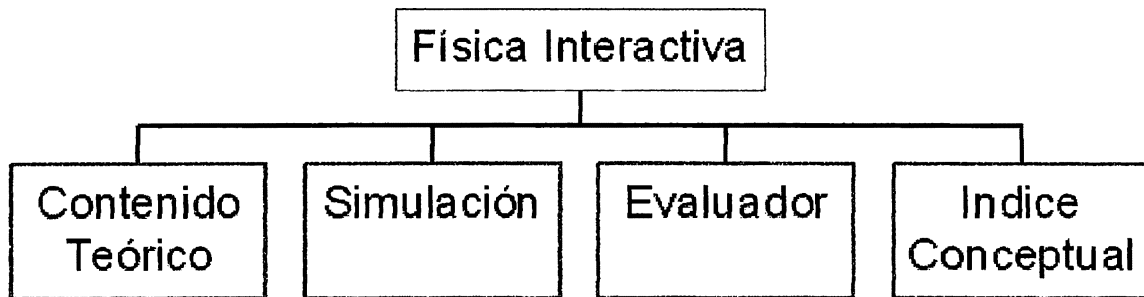 Física Interactiva
Contenido
Teórico
Simulación
Evaluador
Indice
Conceptual